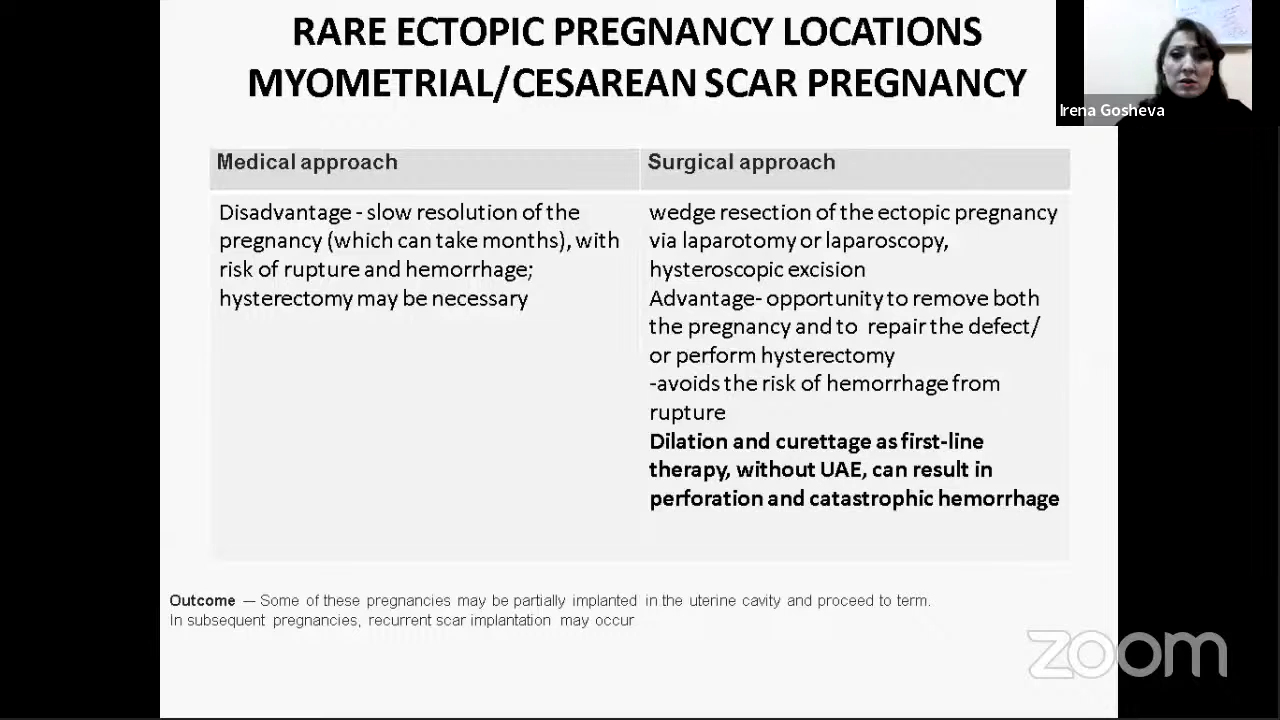 RARE ECTOPIC PREGNANCY LOCATIONS
MYOMETRIAL/CESAREAN SCAR PREGNANCY
Irena Gosheva
Medical approach
Disadvantage - slow resolution of the
pregnancy (which can take months), with
risk of rupture and hemorrhage;
hysterectomy may be necessary
Surgical approach
wedge resection of the ectopic pregnancy
via laparotomy or laparoscopy,
hysteroscopic excision
Advantage- opportunity to remove both
the pregnancy and to repair the defect/
or perform hysterectomy
-avoids the risk of hemorrhage from
rupture
Dilation and curettage as first-line
therapy, without UAE, can result in
perforation and catastrophic hemorrhage
Outcome — Some of these pregnancies may be partially implanted in the uterine cavity and proceed to term.
In subsequent pregnancies, recurrent scar implantation may occur
zoom